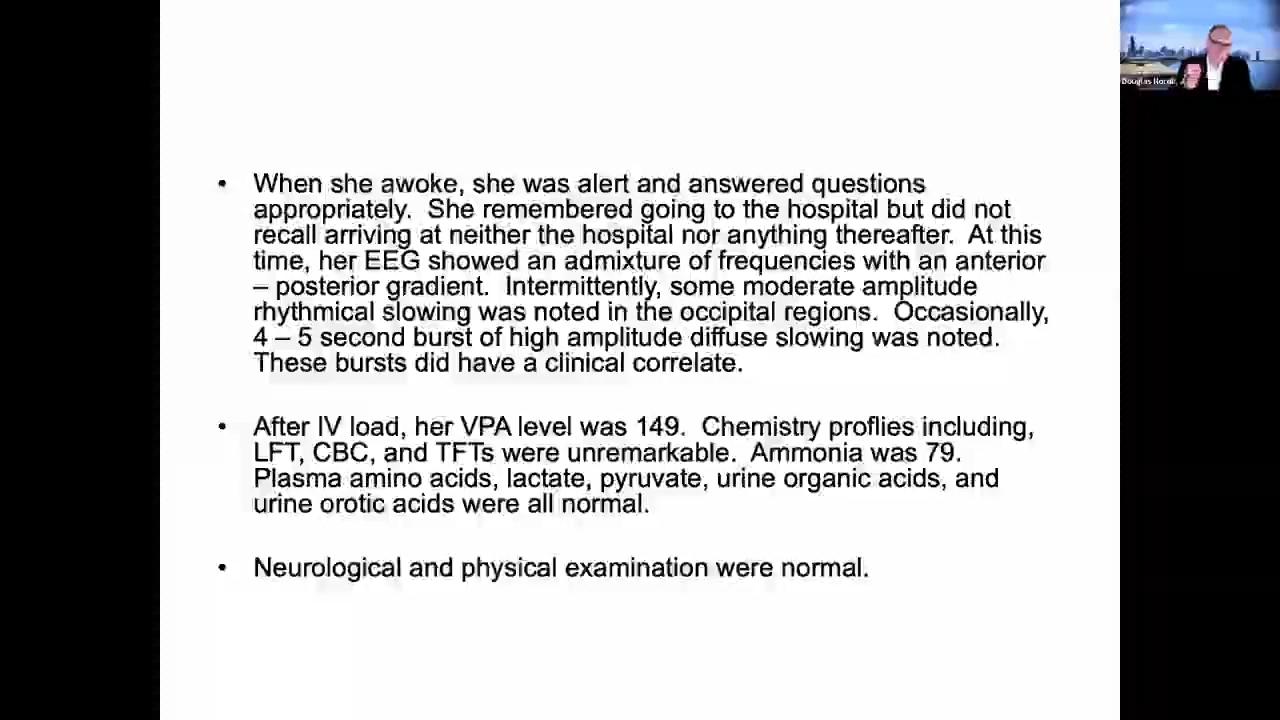 • When she awoke, she was alert and answered questions
appropriately. She remembered going to the hospital but did not
recall arriving at neither the hospital nor anything thereafter. At this
time, her EEG showed an admixture of frequencies with an anterior
– posterior gradient. Intermittently, some moderate amplitude
rhythmical slowing was noted in the occipital regions. Occasionally,
4 – 5 second burst of high amplitude diffuse slowing was noted.
These bursts did have a clinical correlate.
• After IV load, her VPA level was 149. Chemistry proflies including,
LFT, CBC, and TFTs were unremarkable. Ammonia was 79.
Plasma amino acids, lactate, pyruvate, urine organic acids, and
urine orotic acids were all normal.
• Neurological and physical examination were normal.
Douglas